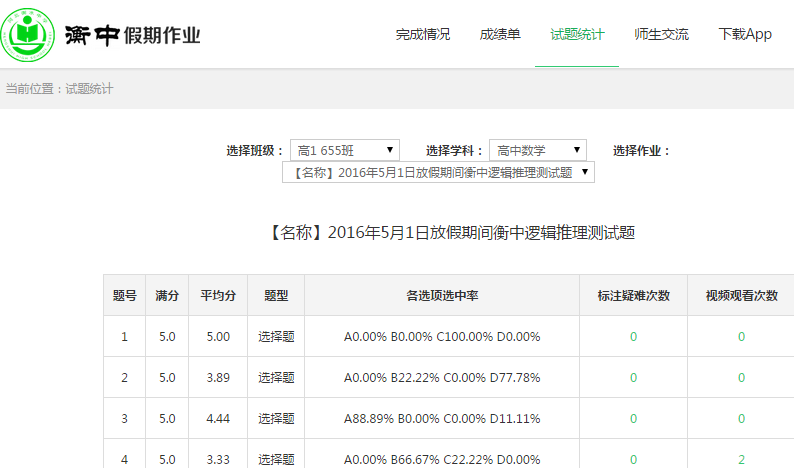 衡中假期作业
完成情况 成绩单 试题统计 师生交流 下载App
当前位置：试题统计
选择班级： 高1 655班 选择学科： 高中数学 选择作业：
【名称】2016年5月1日放假期间衡中逻辑推理测试题
【名称】2016年5月1日放假期间衡中逻辑推理测试题
题号 满分 平均分 题型 各选项选中率 标注疑难次数 视频观看次数
1 5.0 5.00 选择题 A0.00% B0.00% C100.00% D0.00% 0 0
2 5.0 3.89 选择题 A0.00% B22.22% C0.00% D77.78% 0 0
3 5.0 4.44 选择题 A88.89% B0.00% C0.00% D11.11% 0 0
4 5.0 3.33 选择题 A0.00% B66.67% C22.22% D0.00% 0 2